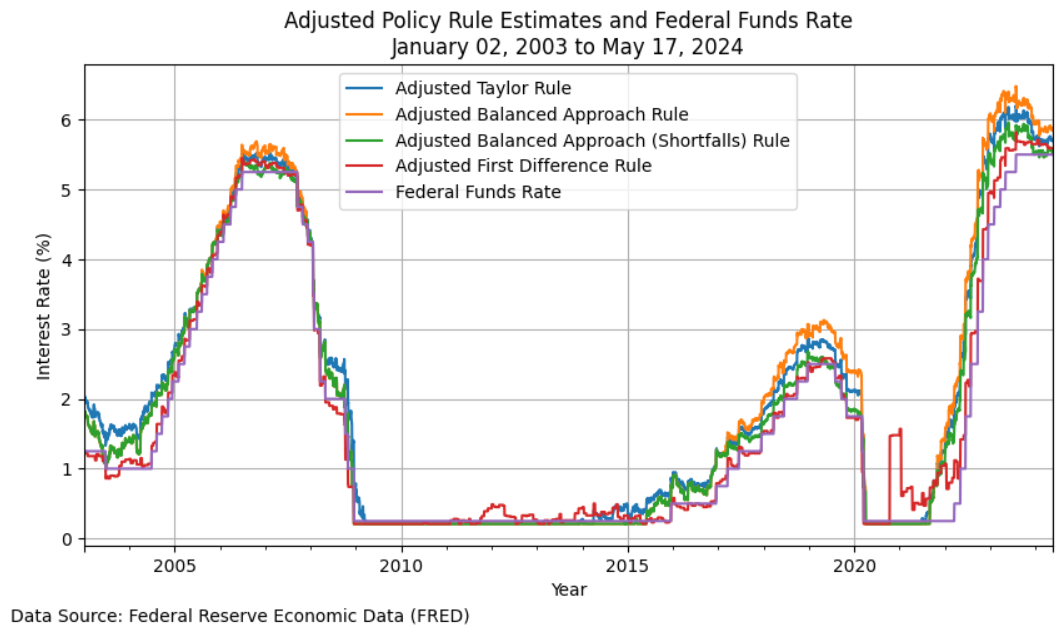 Adjusted Policy Rule Estimates and Federal Funds Rate
January 02, 2003 to May 17, 2024
Adjusted Taylor Rule
Adjusted Balanced Approach Rule
Adjusted Balanced Approach (Shortfalls) Rule
Adjusted First Difference Rule
Federal Funds Rate
Interest Rate (%)
6
5
4
3
2
1
0
2005 2010 2015 2020
Year
Data Source: Federal Reserve Economic Data (FRED)